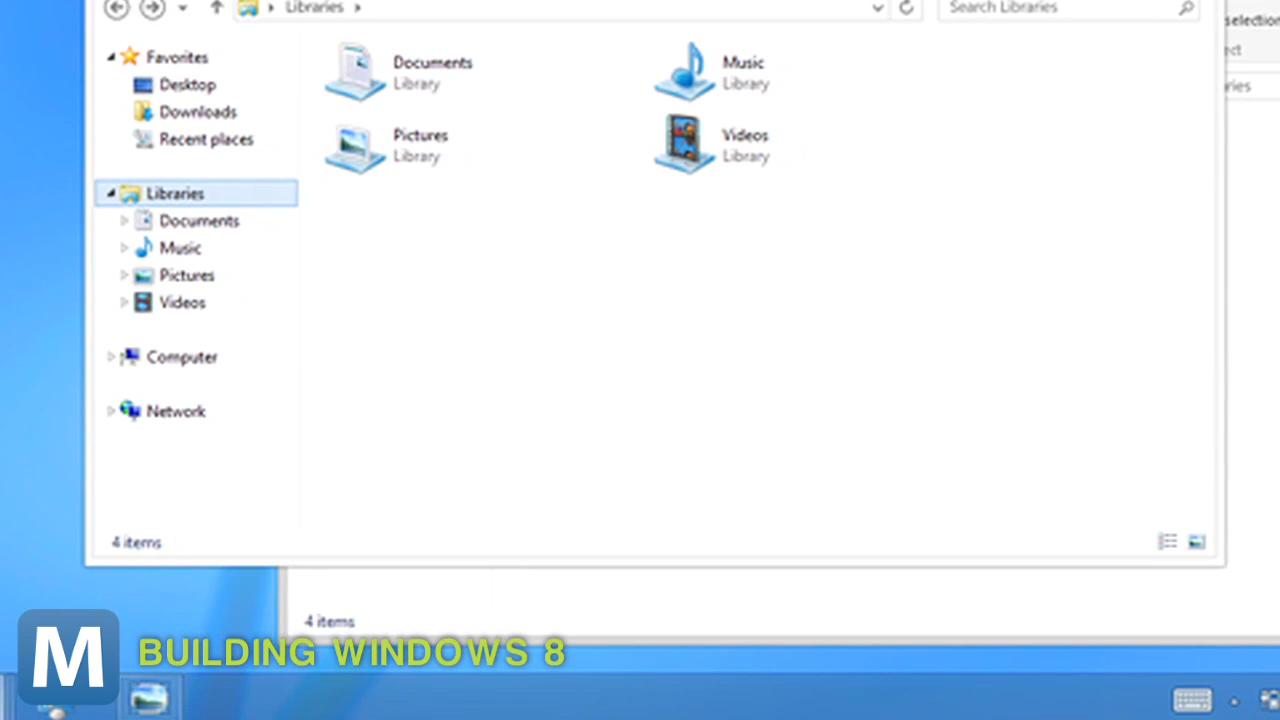 Libraries
Search Libraries
selection
ect
ries
Favorites
Desktop
Downloads
Recent places
Libraries
Documents
Music
Pictures
Videos
Computer
Network
Documents
Library
Music
Library
Pictures
Library
Videos
Library
4 items
4 items
M
BUILDING WINDOWS 8